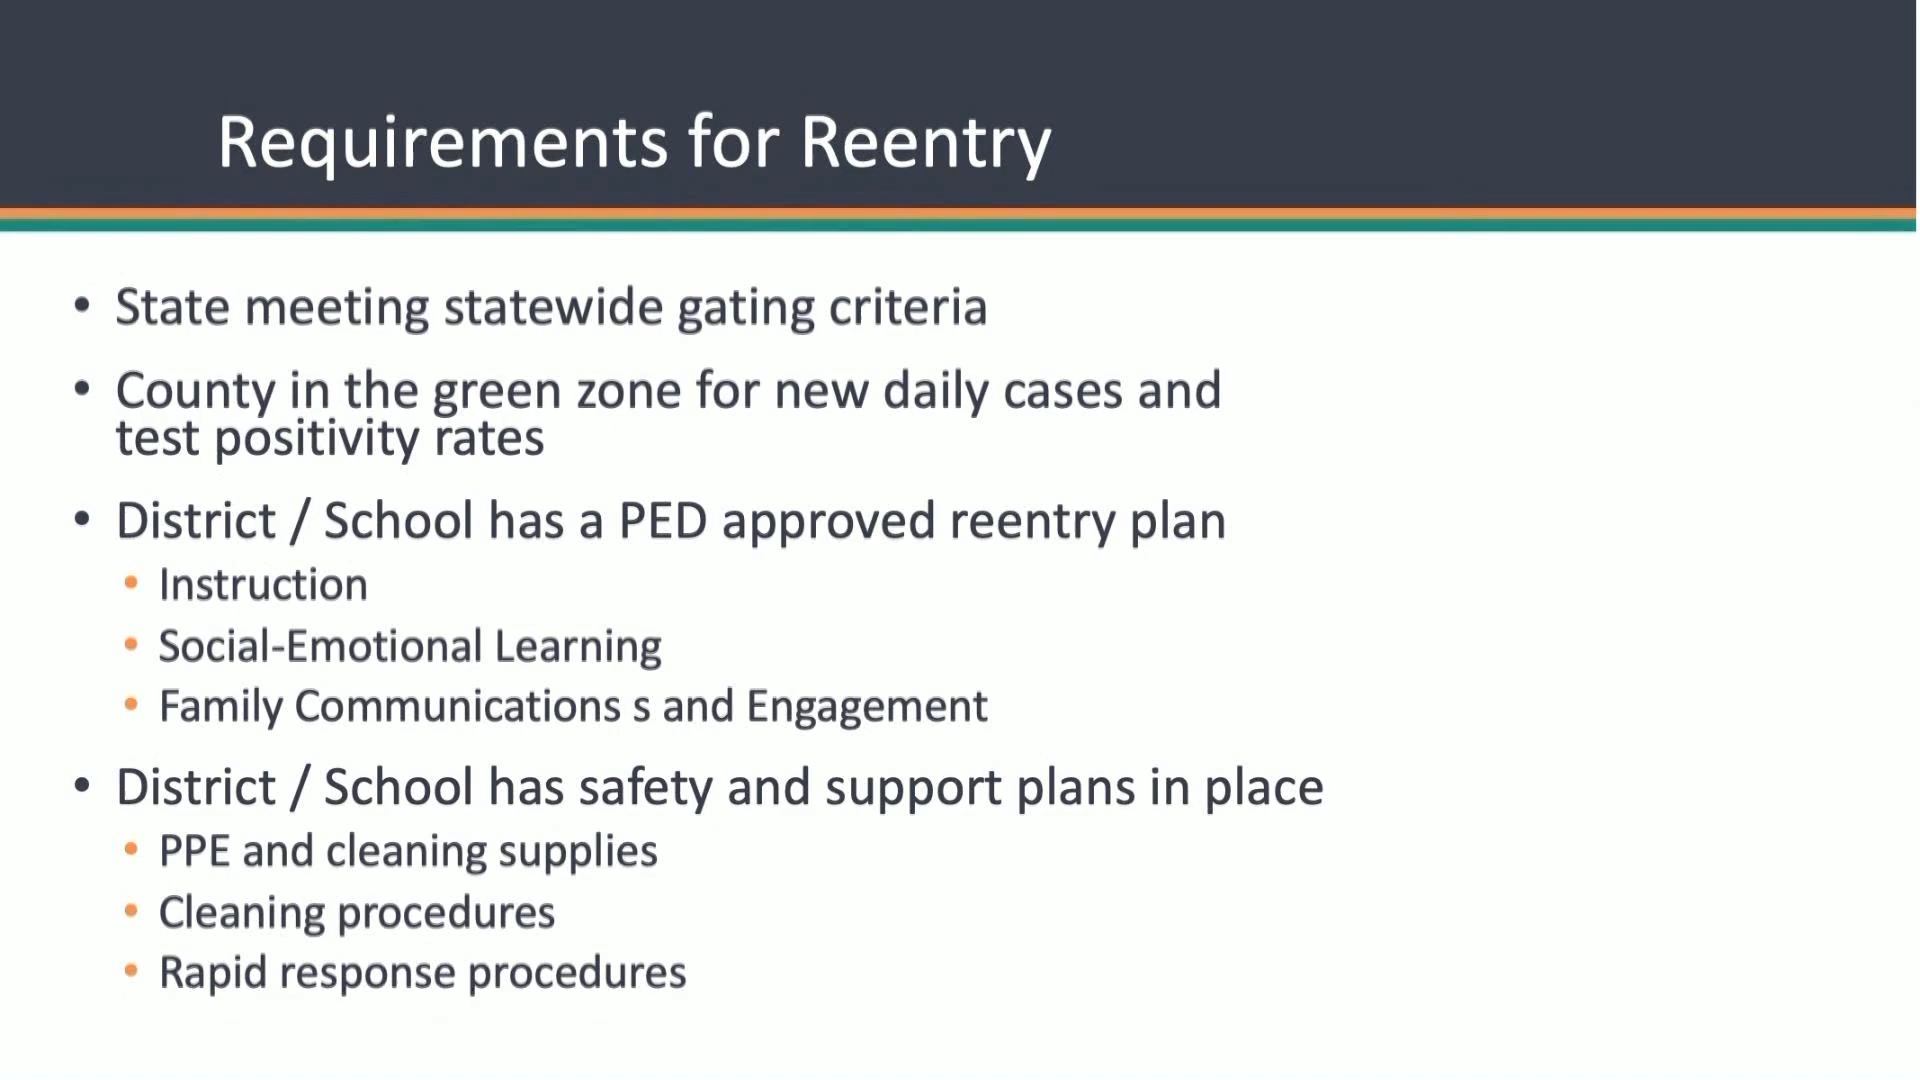 Requirements for Reentry
• State meeting statewide gating criteria
• County in the green zone for new daily cases and
test positivity rates
• District / School has a PED approved reentry plan
• Instruction
• Social-Emotional Learning
• Family Communications s and Engagement
• District / School has safety and support plans in place
• PPE and cleaning supplies
• Cleaning procedures
• Rapid response procedures